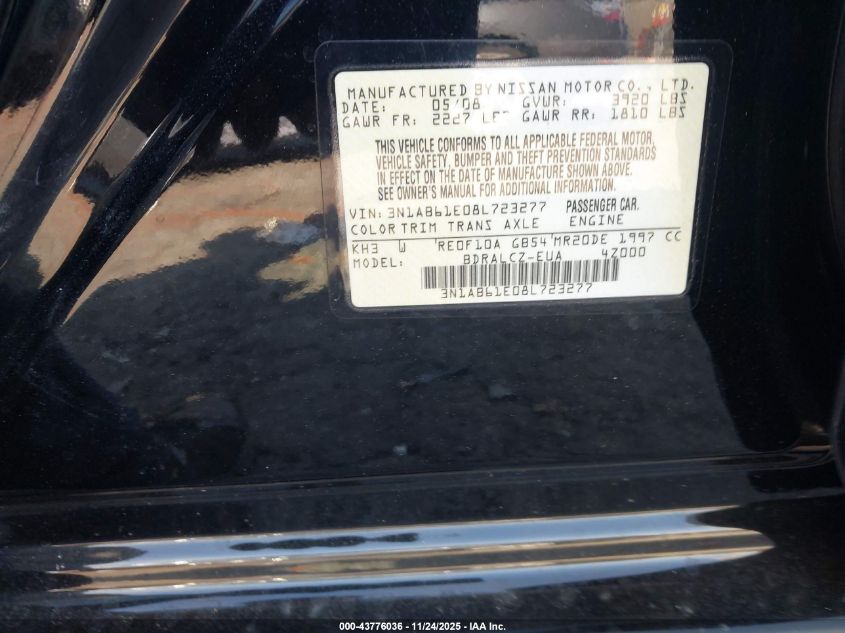 MANUFACTURED BY NISSAN MOTOR CO., LTD.
DATE: 05/08 GVWR: 3920 LBS
GAWR FR: 2227 LBS GAWR RR: 1810 LBS
THIS VEHICLE CONFORMS TO ALL APPLICABLE FEDERAL MOTOR
VEHICLE SAFETY, BUMPER AND THEFT PREVENTION STANDARDS
IN EFFECT ON THE DATE OF MANUFACTURE SHOWN ABOVE.
SEE OWNER'S MANUAL FOR ADDITIONAL INFORMATION.
VIN: 3N1AB61E08L723277 PASSENGER CAR.
COLOR TRIM TRANS AXLE ENGINE
KH3 W RE0F10A GB54 MR20DE 1997 CC
MODEL: BDRALCZ-EUA 4Z000
3N1AB61E08L723277
000-43776036 - 11/24/2025 - IAA Inc.